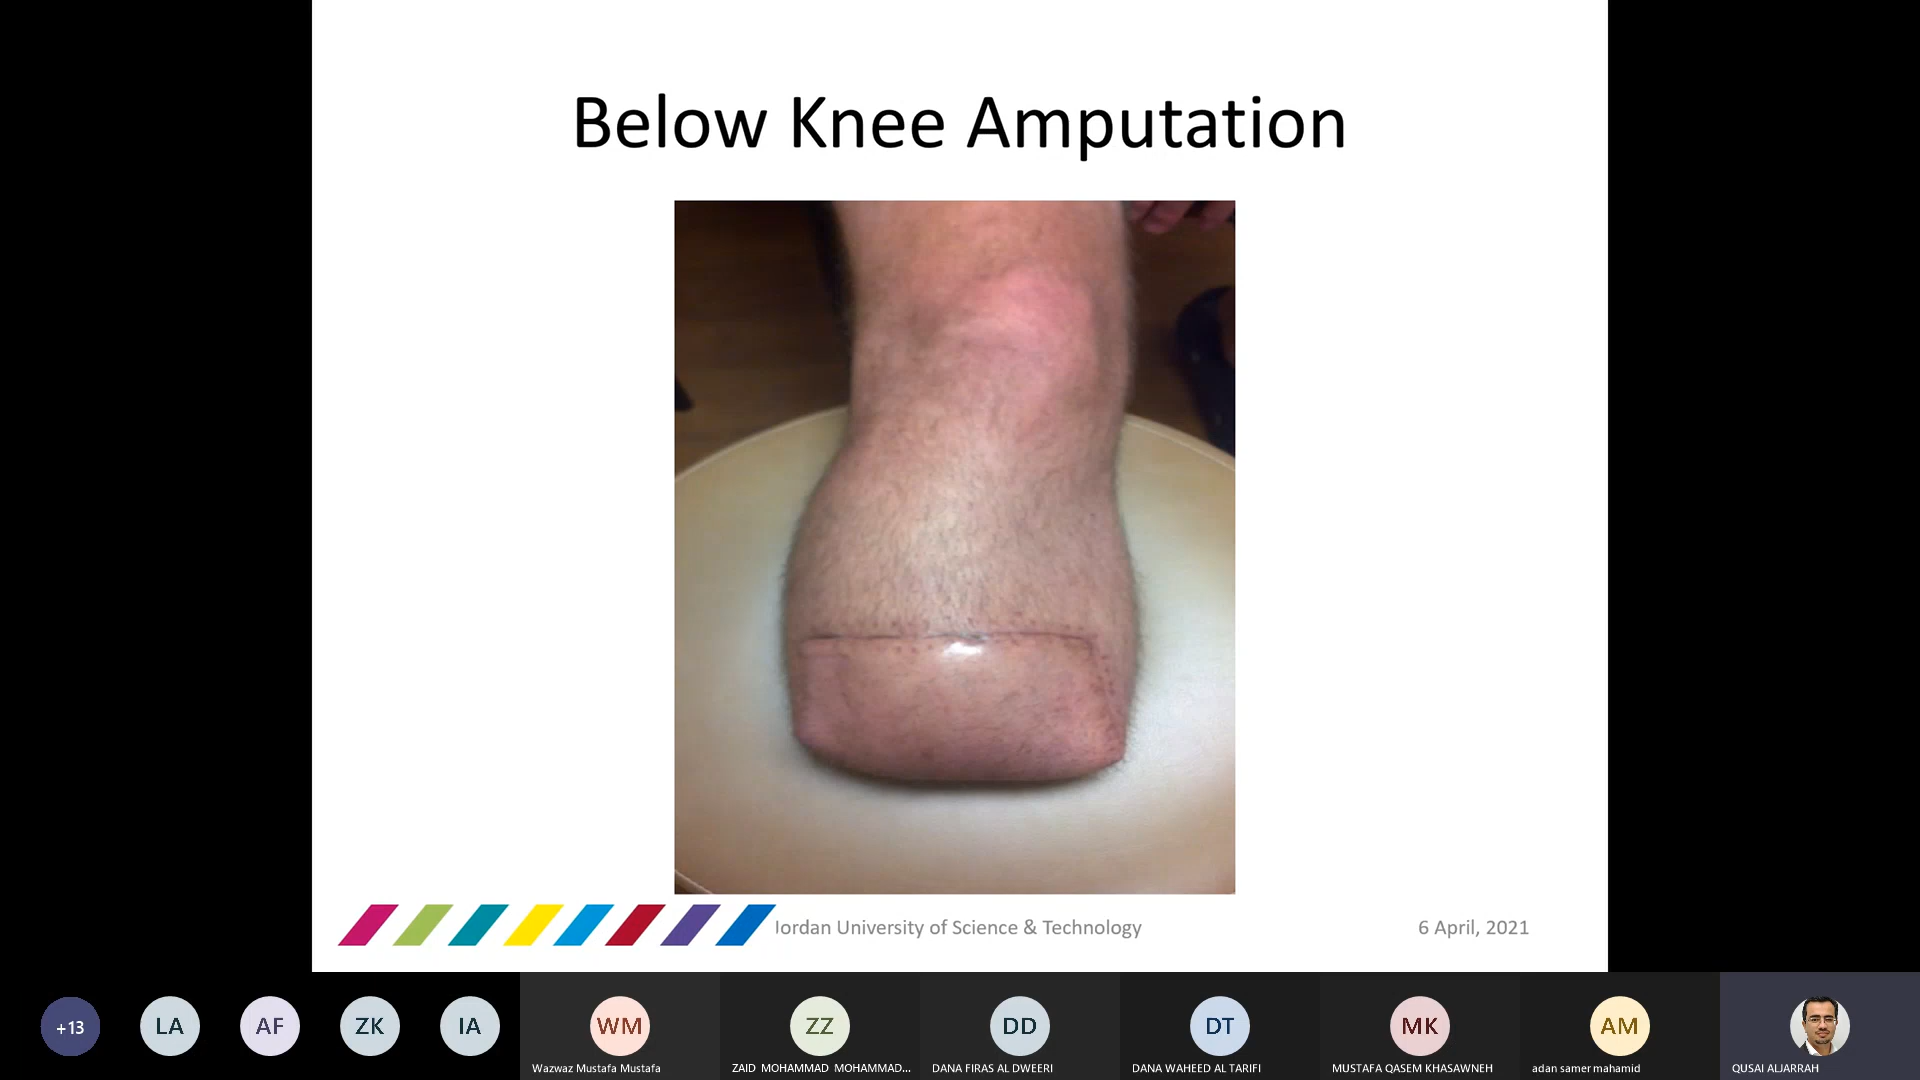 Below Knee Amputation
Jordan University of Science & Technology
6 April, 2021
+13
LA
AF
ZK
IA
WM
ZZ
DD
DT
MK
AM
Wazwaz Mustafa Mustafa
ZAID MOHAMMAD MOHAMMAD...
DANA FIRAS AL DWEERI
DANA WAHEED AL TARIFI
MUSTAFA QASEM KHASAWNEH
adan samer mahamid
QUSAI ALJARRAH